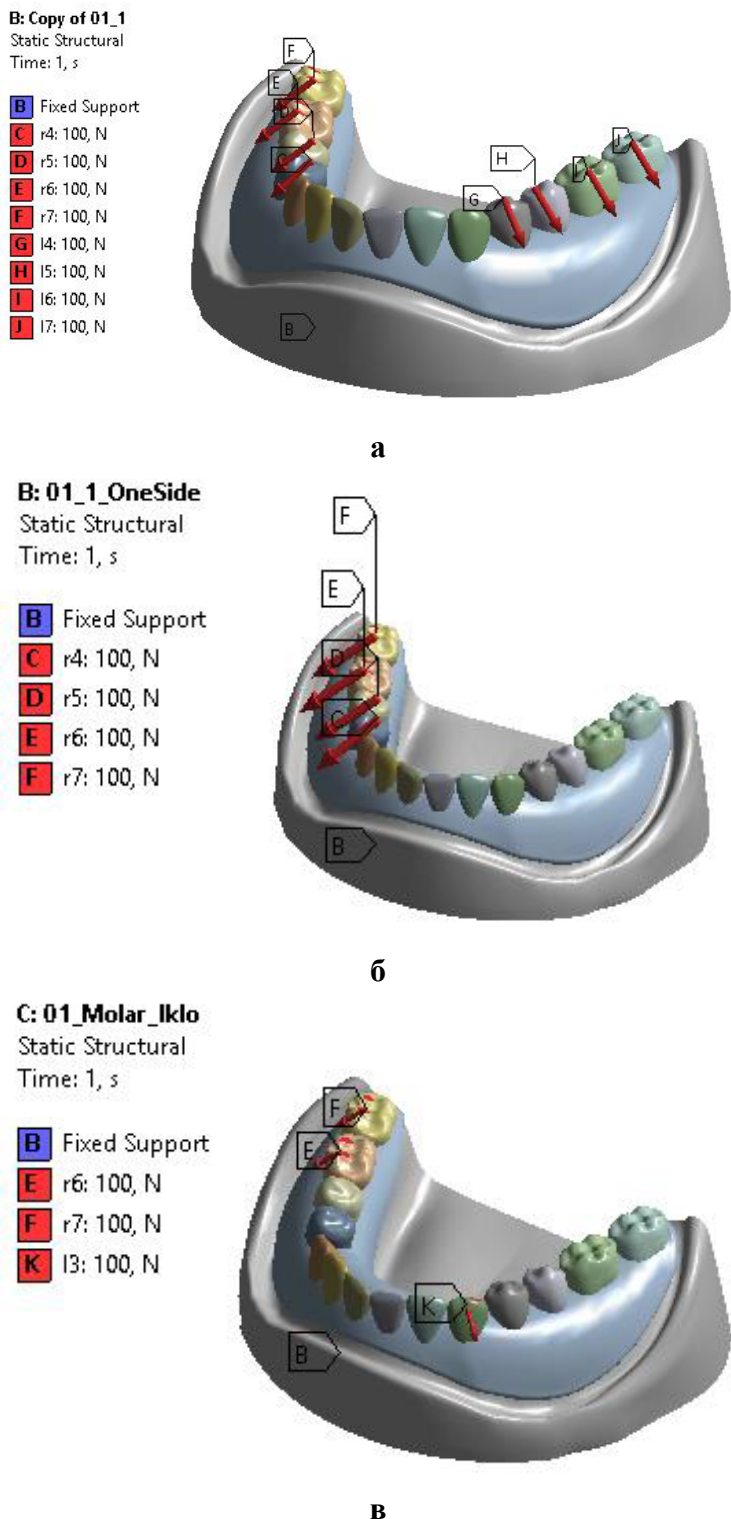 B: Copy of 01_1
Static Structural
Time: 1, s
B Fixed Support
C r4: 100, N
D r5: 100, N
E r6: 100, N
F r7: 100, N
G l4: 100, N
H l5: 100, N
I l6: 100, N
J l7: 100, N
F
E
D
C
H
G
I
J
B
а
B: 01_1_OneSide
Static Structural
Time: 1, s
B Fixed Support
C r4: 100, N
D r5: 100, N
E r6: 100, N
F r7: 100, N
F
E
D
C
B
б
C: 01_Molar_Iklo
Static Structural
Time: 1, s
B Fixed Support
E r6: 100, N
F r7: 100, N
K l3: 100, N
F
E
K
B
в